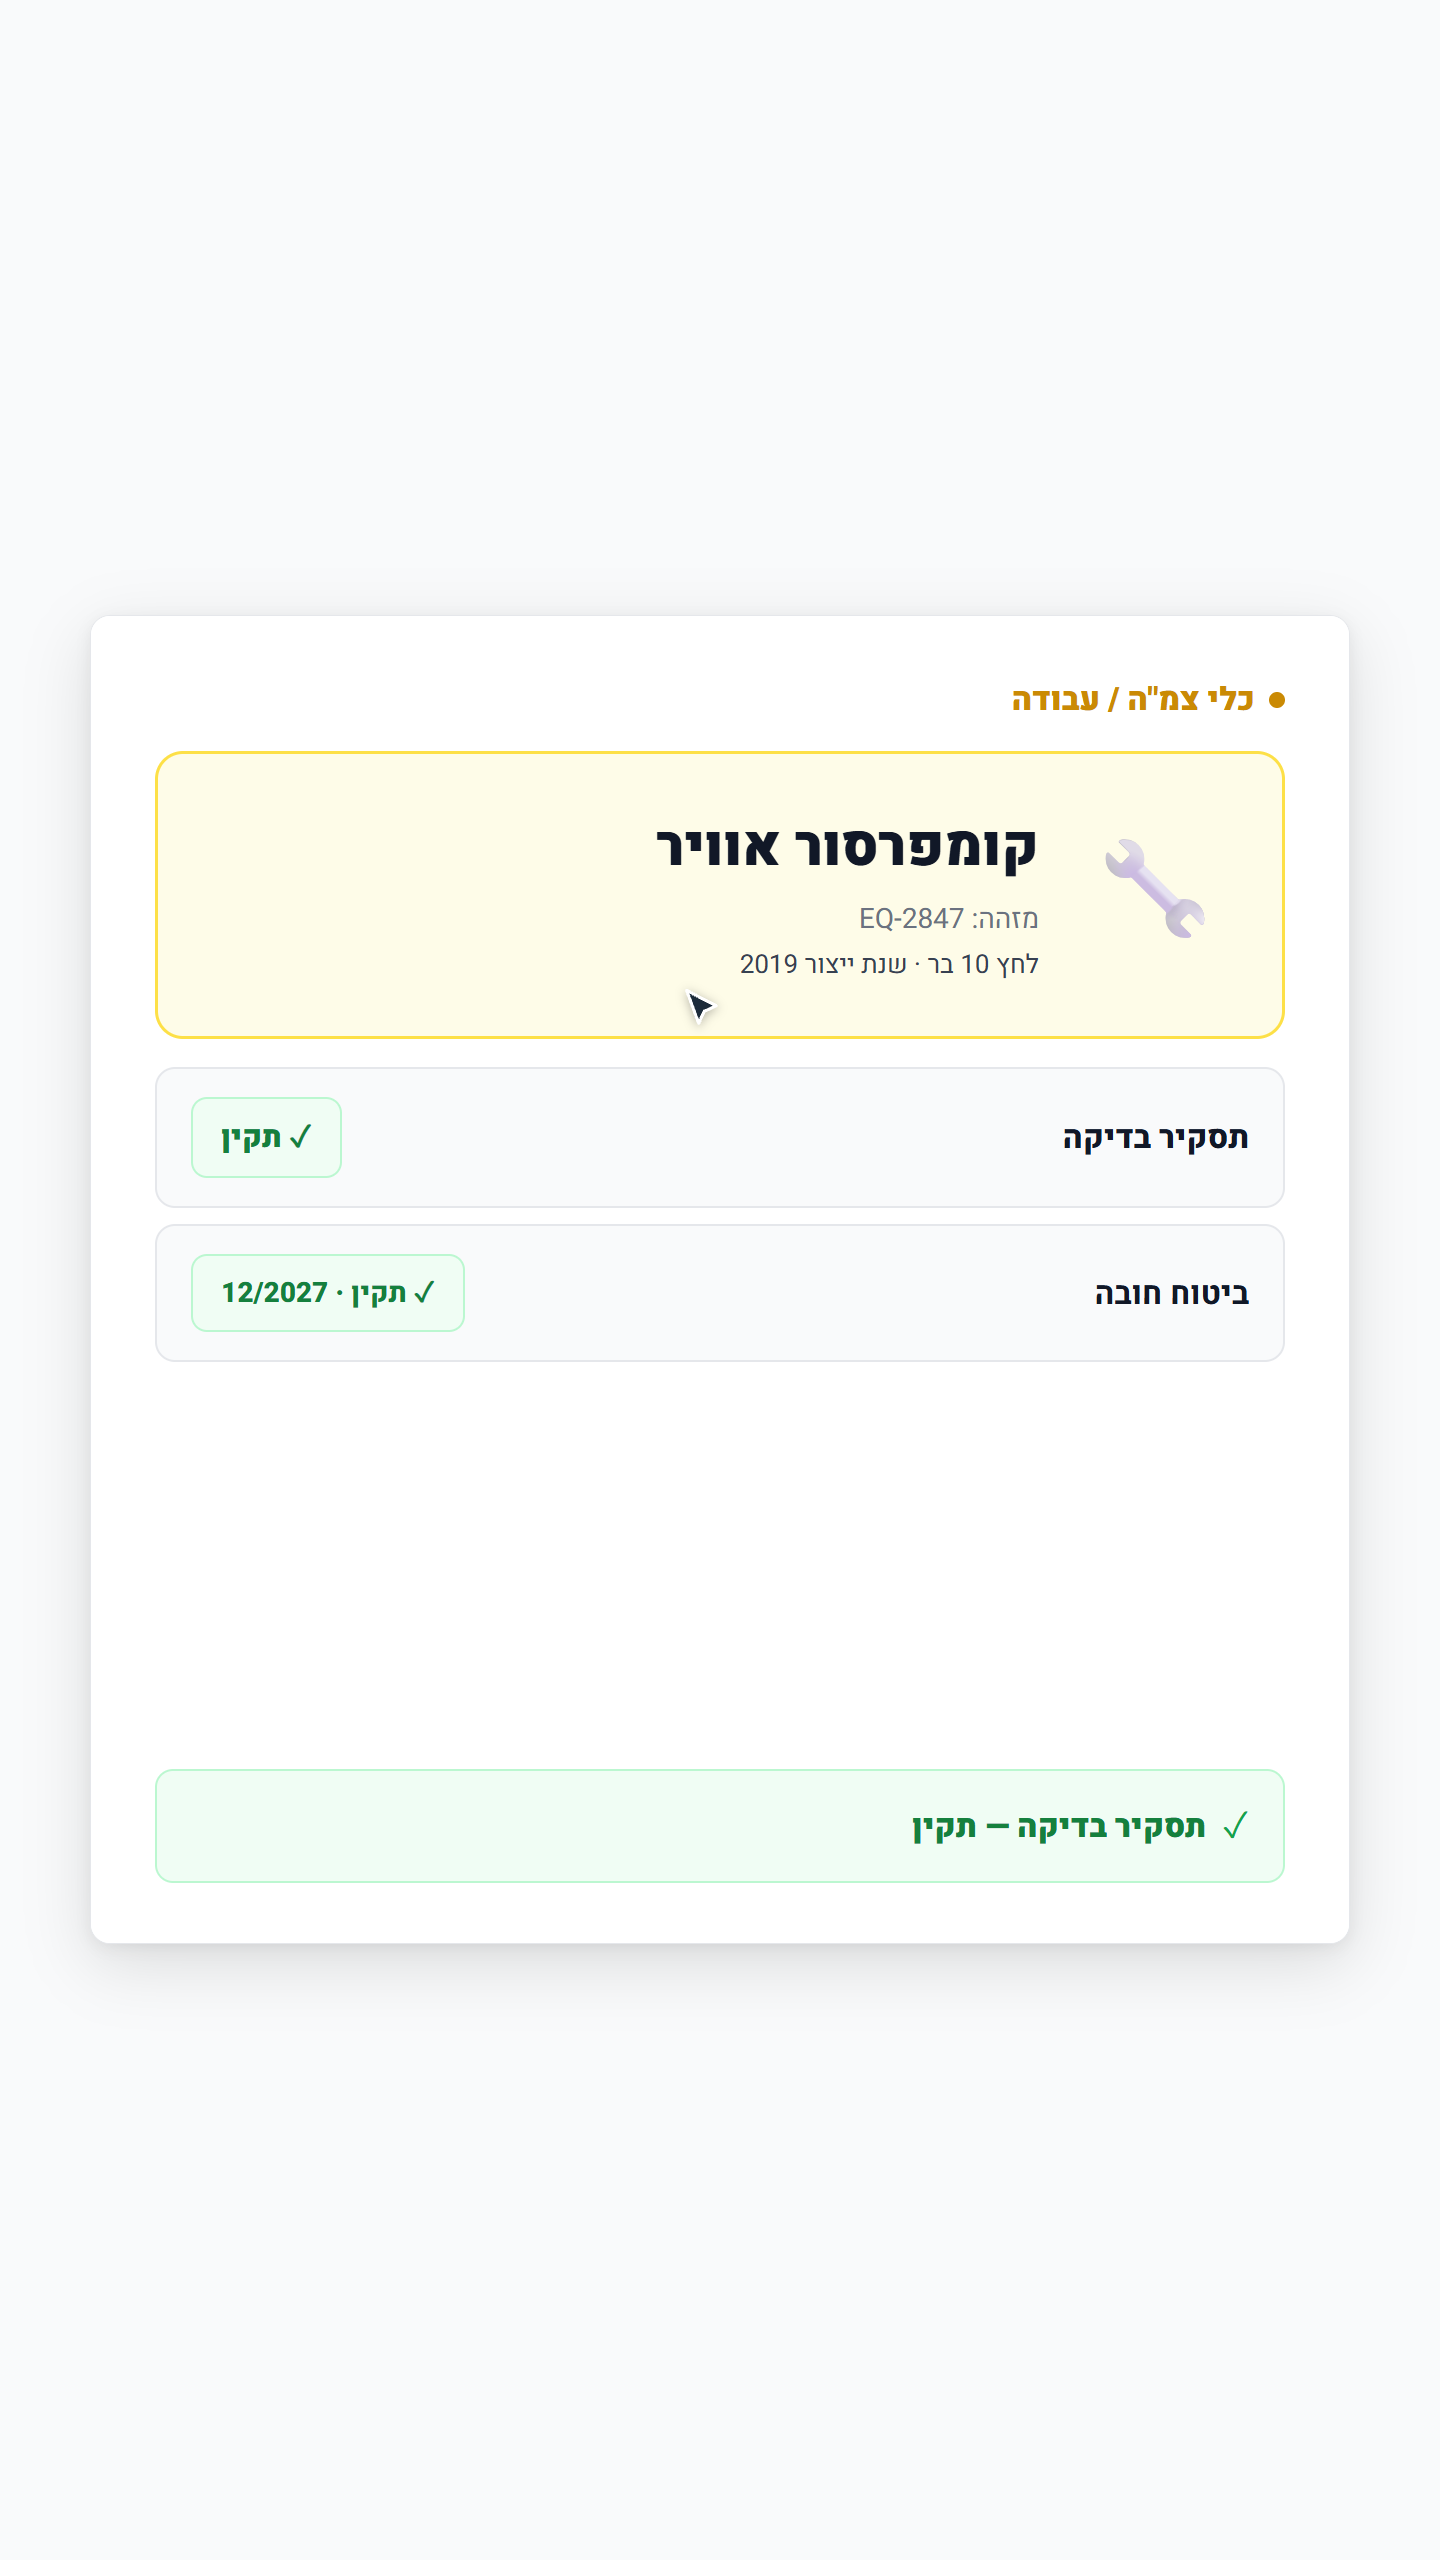 כלי צמ"ה / עבודה
קומפרסור אוויר
מזהה: EQ-2847
לחץ 10 בר · שנת ייצור 2019
תסקיר בדיקה
✓ תקין
ביטוח חובה
✓ תקין · 12/2027
✓ תסקיר בדיקה — תקין